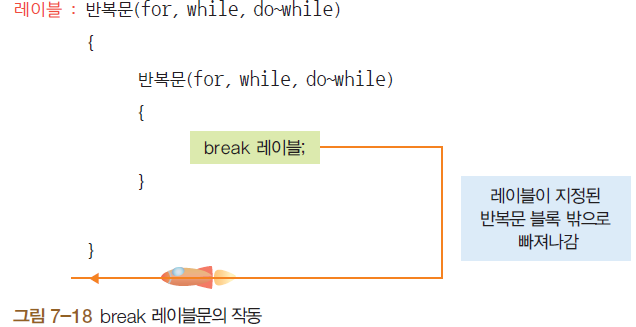 레이블 : 반복문(for, while, do~while)
{
반복문(for, while, do~while)
{
break 레이블;
}
레이블이 지정된
반복문 블록 밖으로
빠져나감
}
그림 7-18 break 레이블문의 작동